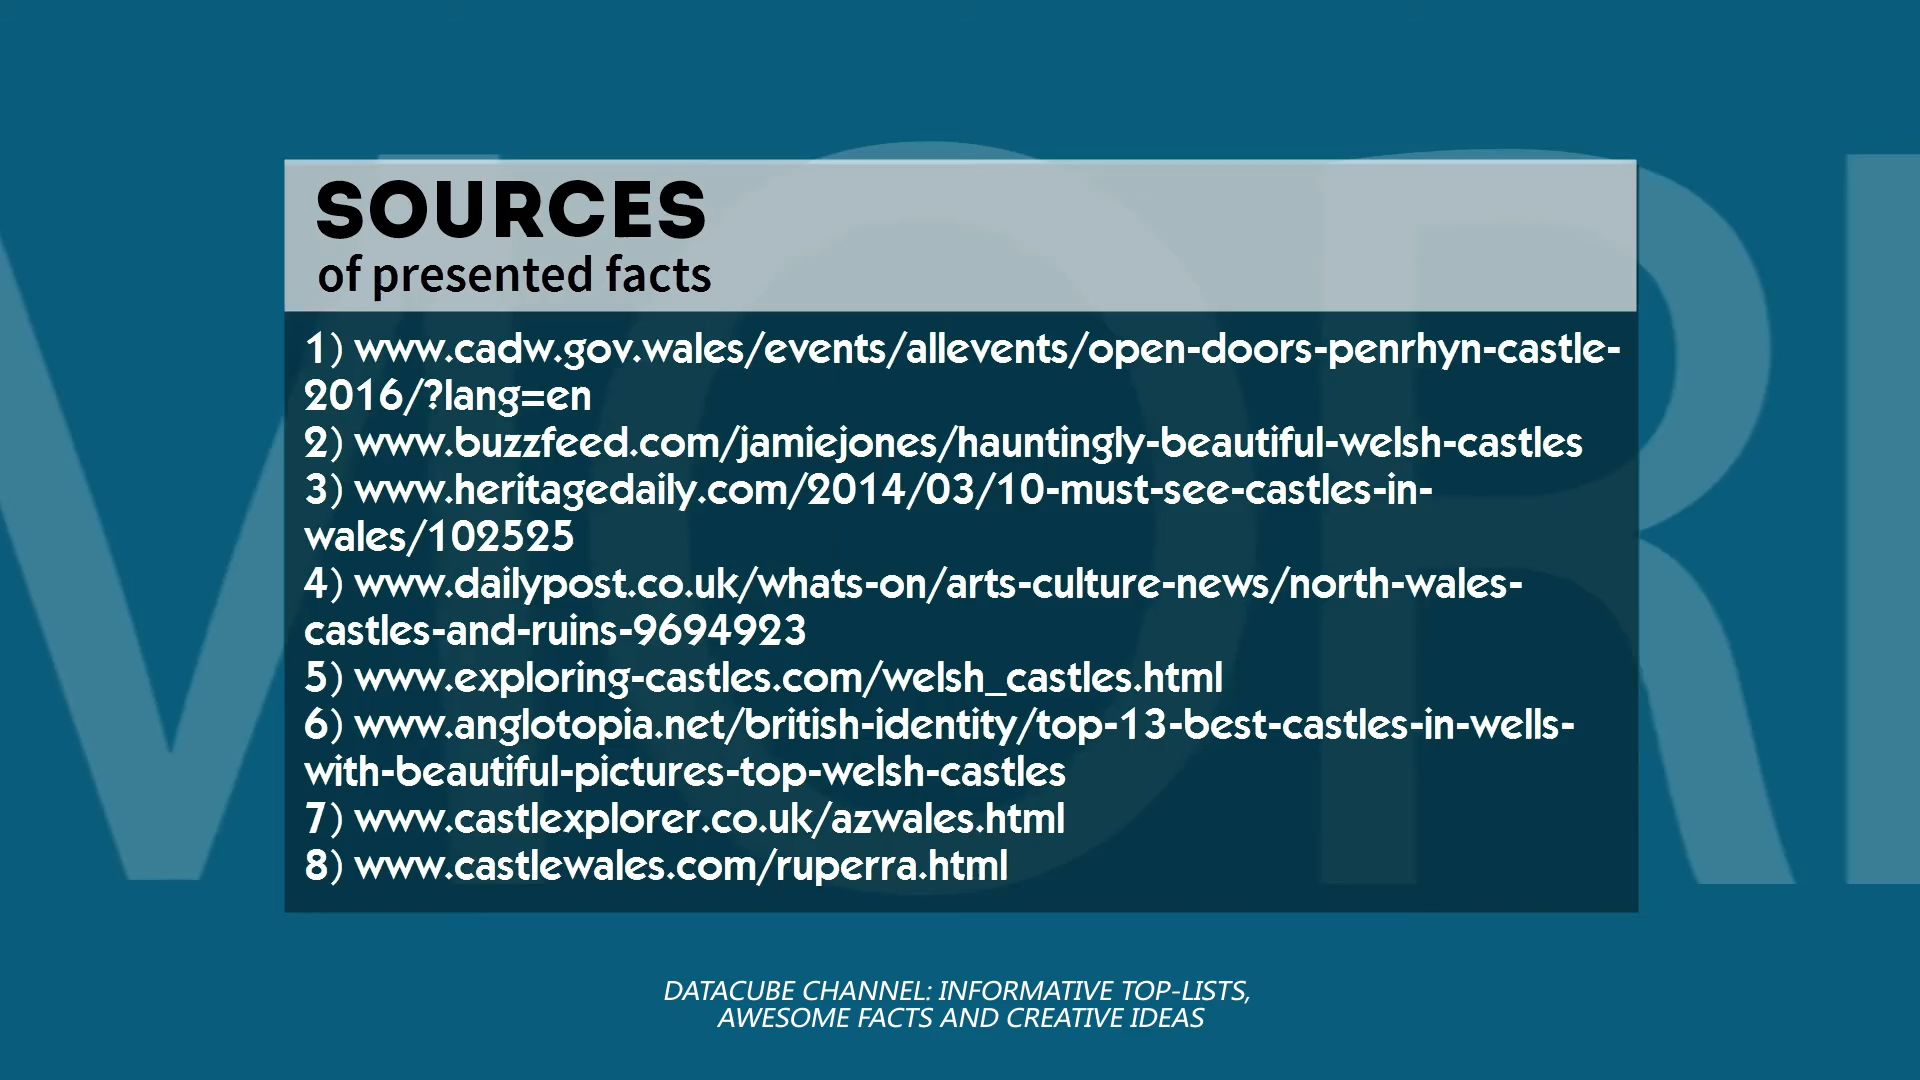 SOURCES
of presented facts
1) www.cadw.gov.wales/events/allevents/open-doors-penrhyn-castle-
2016/?lang=en
2) www.buzzfeed.com/jamiejones/hauntingly-beautiful-welsh-castles
3) www.heritagedaily.com/2014/03/10-must-see-castles-in-
wales/102525
4) www.dailypost.co.uk/whats-on/arts-culture-news/north-wales-
castles-and-ruins-9694923
5) www.exploring-castles.com/welsh_castles.html
6) www.anglotopia.net/british-identity/top-13-best-castles-in-wells-
with-beautiful-pictures-top-welsh-castles
7) www.castlexplorer.co.uk/azwales.html
8) www.castlewales.com/ruperra.html
DATACUBE CHANNEL: INFORMATIVE TOP-LISTS,
AWESOME FACTS AND CREATIVE IDEAS